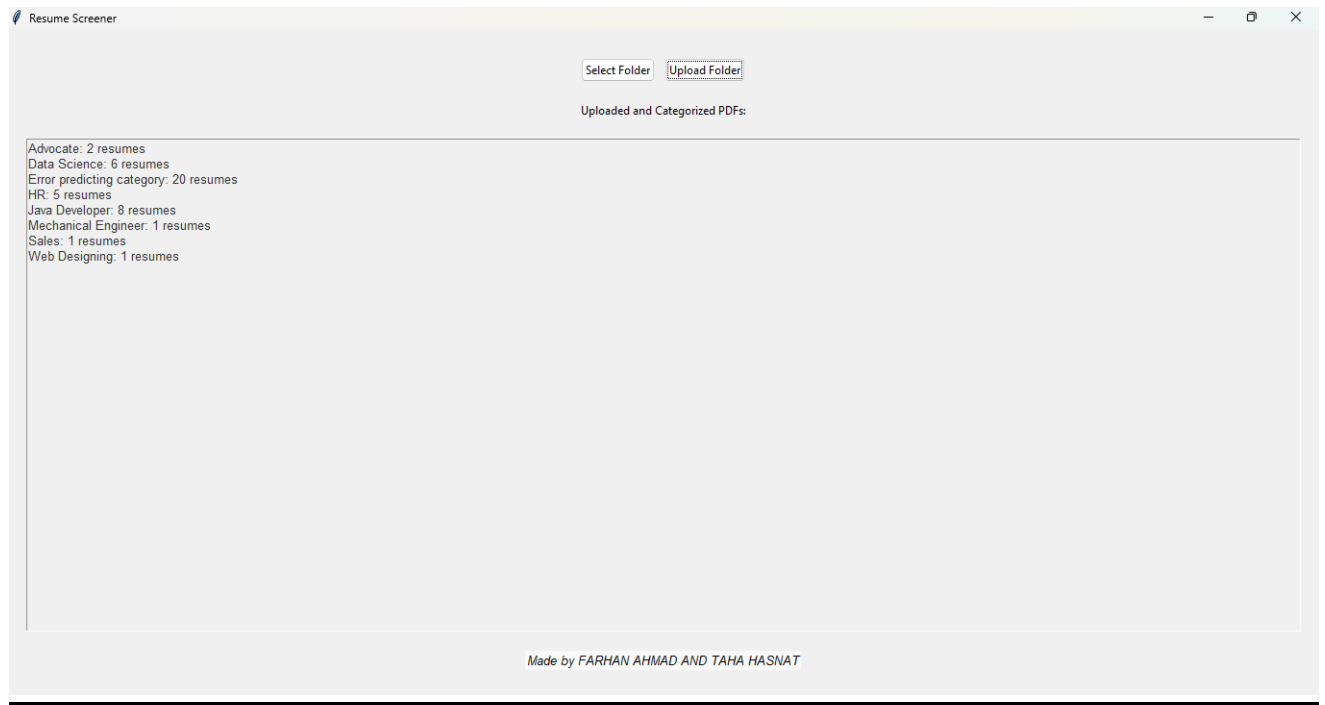 Resume Screener
Select Folder Upload Folder
Uploaded and Categorized PDFs:
Advocate: 2 resumes
Data Science: 6 resumes
Error predicting category: 20 resumes
HR: 5 resumes
Java Developer: 8 resumes
Mechanical Engineer: 1 resumes
Sales: 1 resumes
Web Designing: 1 resumes
Made by FARHAN AHMAD AND TAHA HASNAT